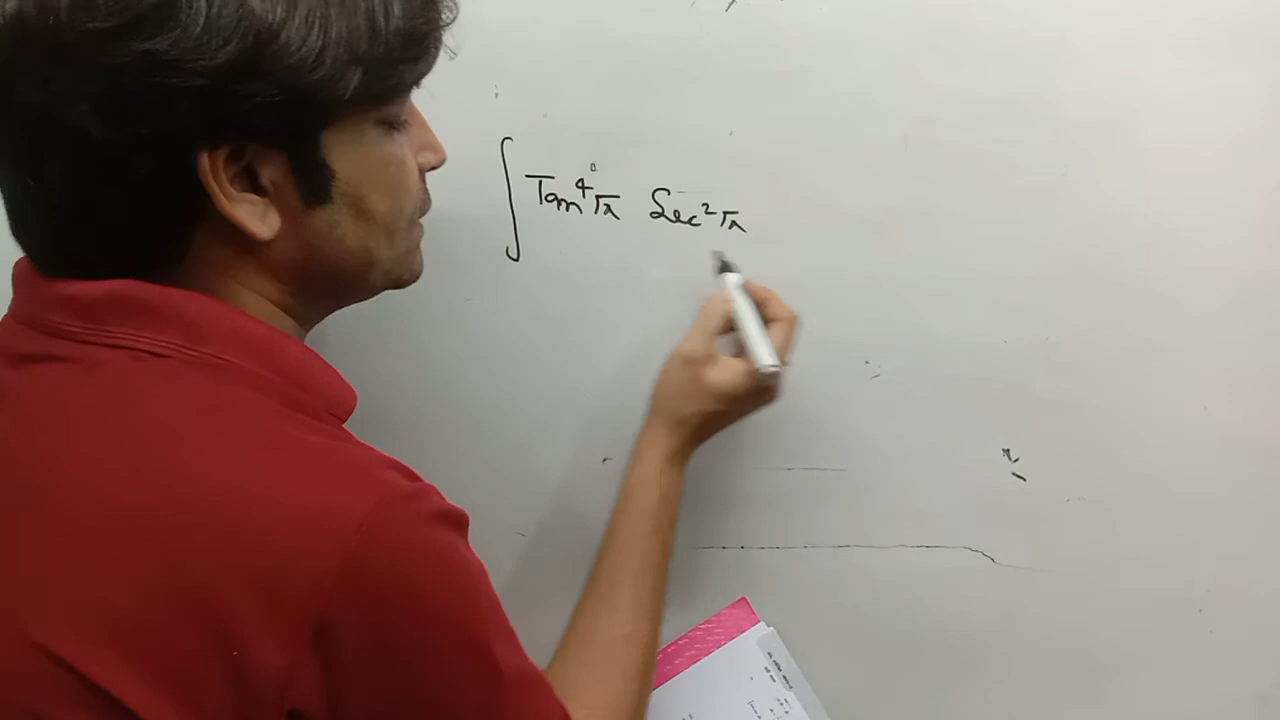 ∫ Tan⁴√x Sec²√x